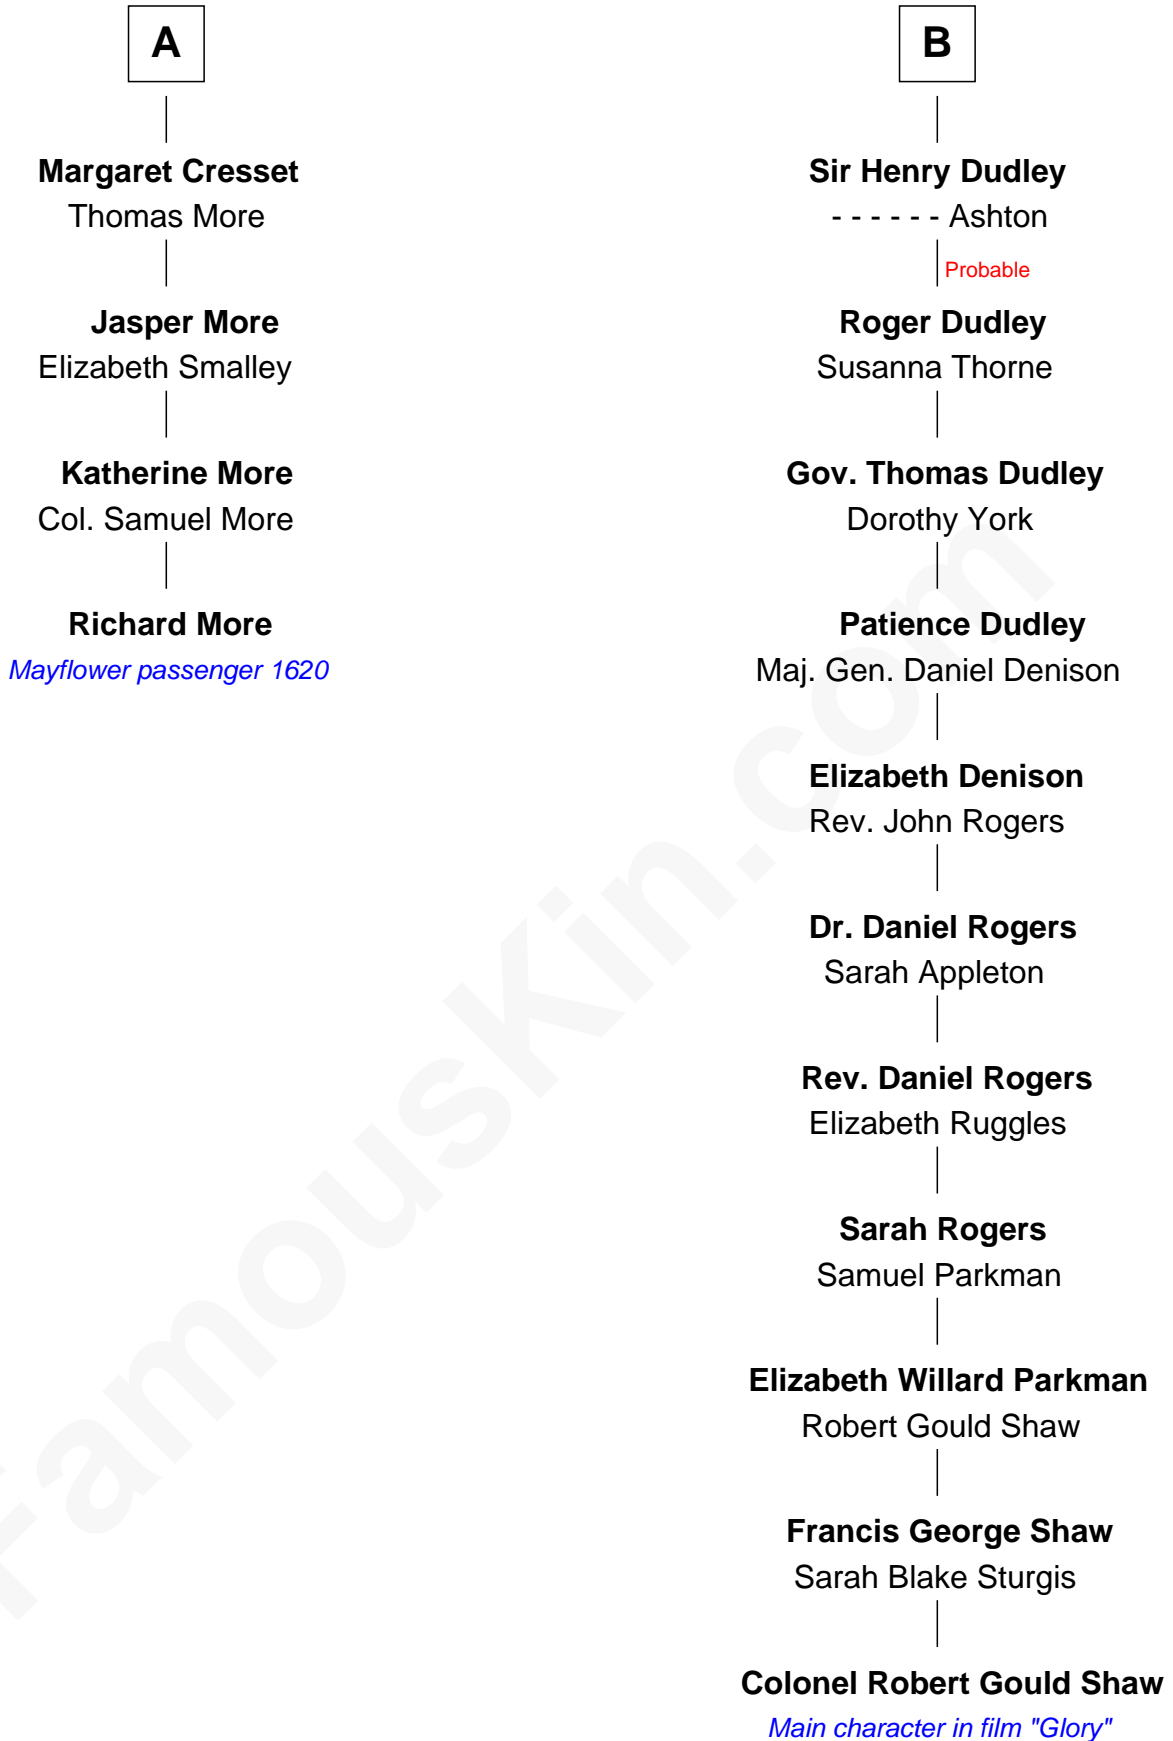 A
Margaret Cresset
Thomas More
Jasper More
Elizabeth Smalley
Katherine More
Col. Samuel More
Richard More
Mayflower passenger 1620
B
Sir Henry Dudley
- - - - - - Ashton
Probable
Roger Dudley
Susanna Thorne
Gov. Thomas Dudley
Dorothy York
Patience Dudley
Maj. Gen. Daniel Denison
Elizabeth Denison
Rev. John Rogers
Dr. Daniel Rogers
Sarah Appleton
Rev. Daniel Rogers
Elizabeth Ruggles
Sarah Rogers
Samuel Parkman
Elizabeth Willard Parkman
Robert Gould Shaw
Francis George Shaw
Sarah Blake Sturgis
Colonel Robert Gould Shaw
Main character in film "Glory"
FamousKin.com